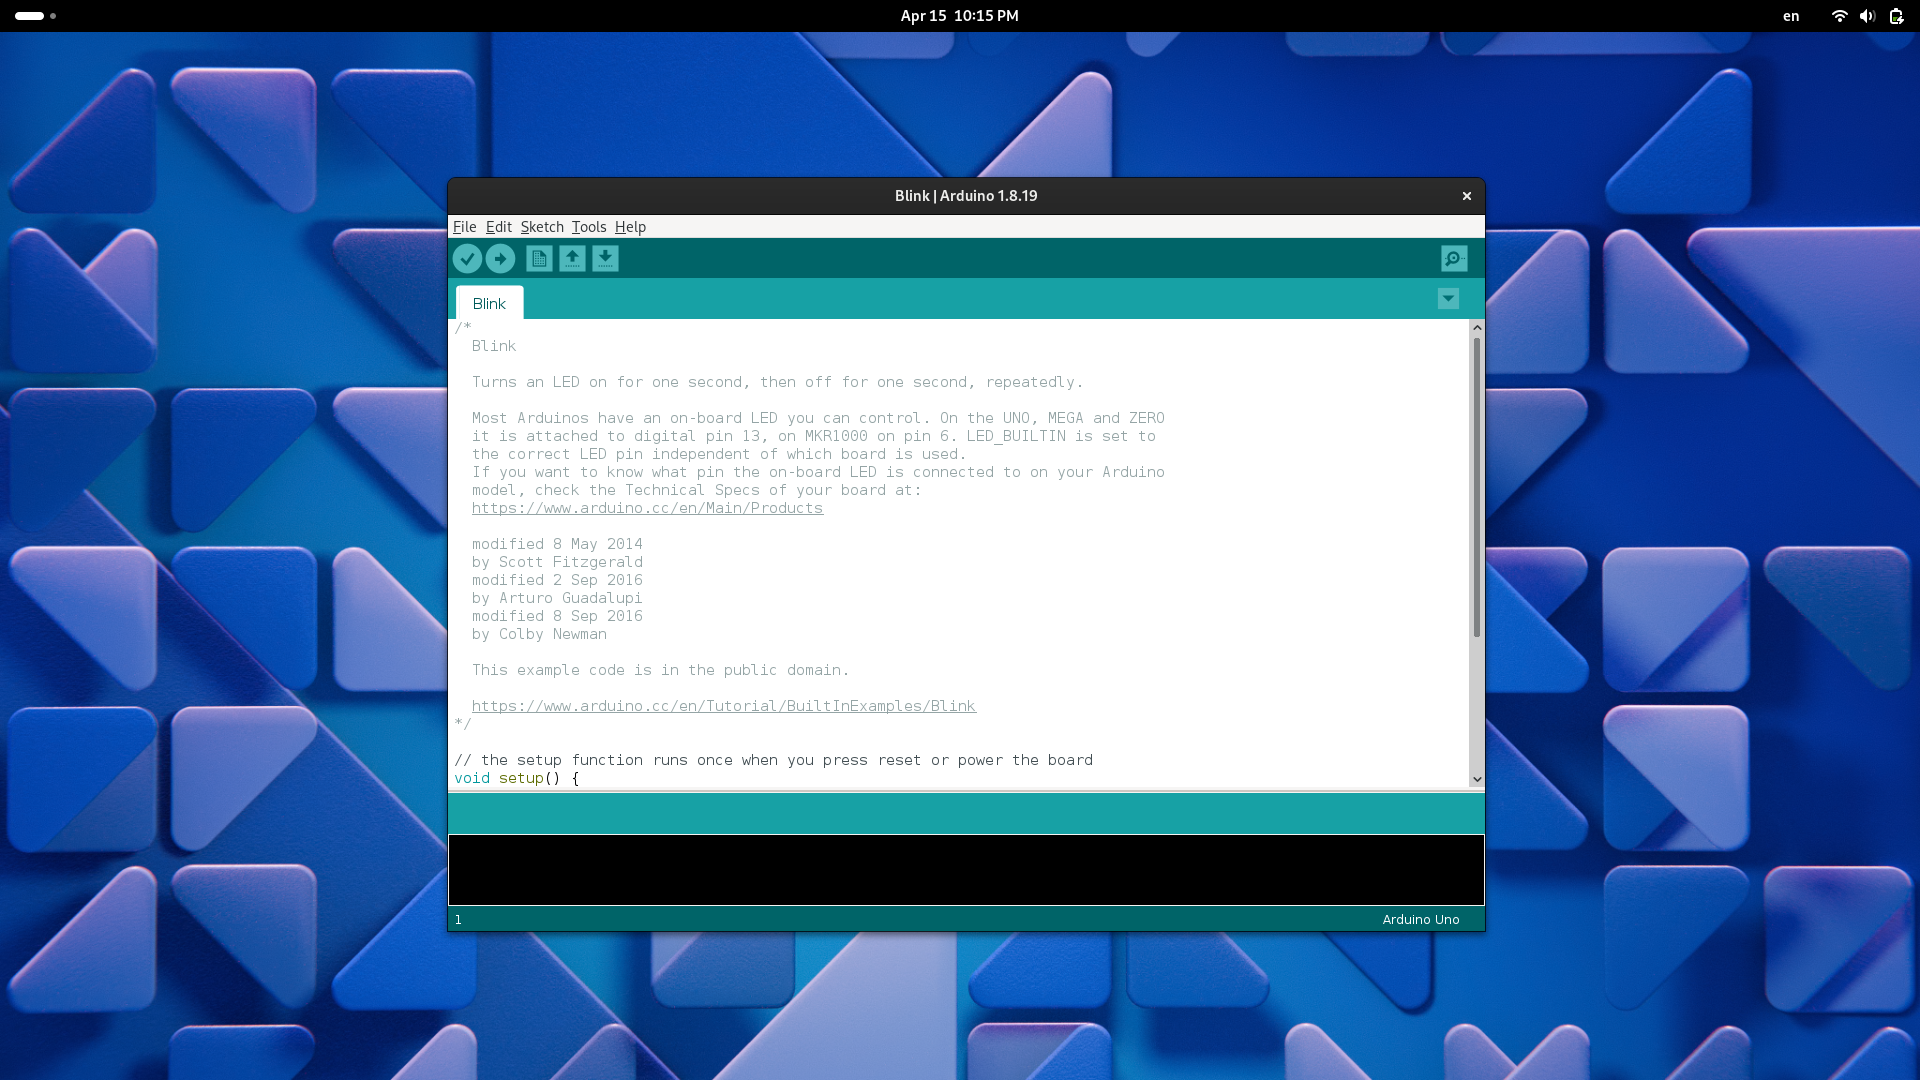 Apr 15 10:15 PM
en
Blink | Arduino 1.8.19
File Edit Sketch Tools Help
Blink
/*
Blink
Turns an LED on for one second, then off for one second, repeatedly.
Most Arduinos have an on-board LED you can control. On the UNO, MEGA and ZERO
it is attached to digital pin 13, on MKR1000 on pin 6. LED_BUILTIN is set to
the correct LED pin independent of which board is used.
If you want to know what pin the on-board LED is connected to on your Arduino
model, check the Technical Specs of your board at:
https://www.arduino.cc/en/Main/Products
modified 8 May 2014
by Scott Fitzgerald
modified 2 Sep 2016
by Arturo Guadalupi
modified 8 Sep 2016
by Colby Newman
This example code is in the public domain.
https://www.arduino.cc/en/Tutorial/BuiltInExamples/Blink
*/
// the setup function runs once when you press reset or power the board
void setup() {
1
Arduino Uno